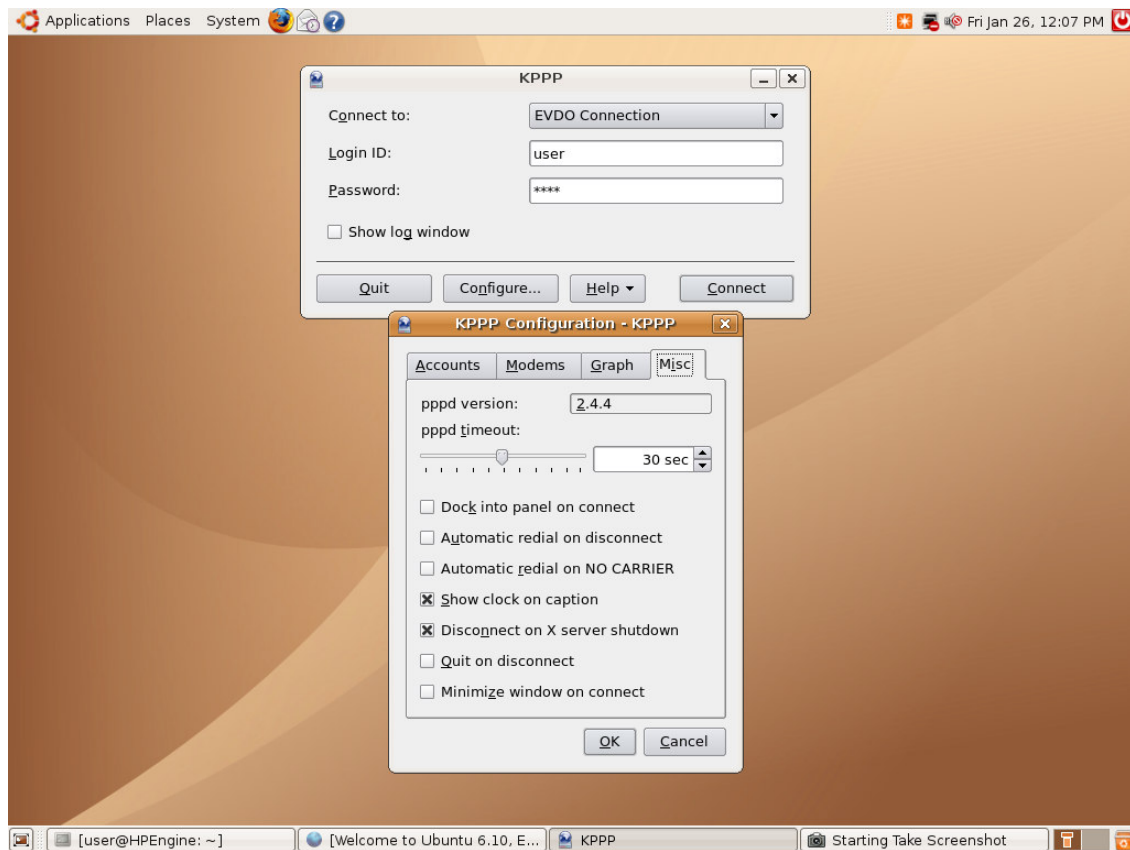 Applications Places System
Fri Jan 26, 12:07 PM
KPPP
Connect to:
EVDO Connection
Login ID:
user
Password:
****
Show log window
Quit
Configure...
Help
Connect
KPPP Configuration - KPPP
Accounts
Modems
Graph
Misc
pppd version:
2.4.4
pppd timeout:
30 sec
Dock into panel on connect
Automatic redial on disconnect
Automatic redial on NO CARRIER
Show clock on caption
Disconnect on X server shutdown
Quit on disconnect
Minimize window on connect
OK
Cancel
[user@HPEngine: ~]
[Welcome to Ubuntu 6.10, E...
KPPP
Starting Take Screenshot